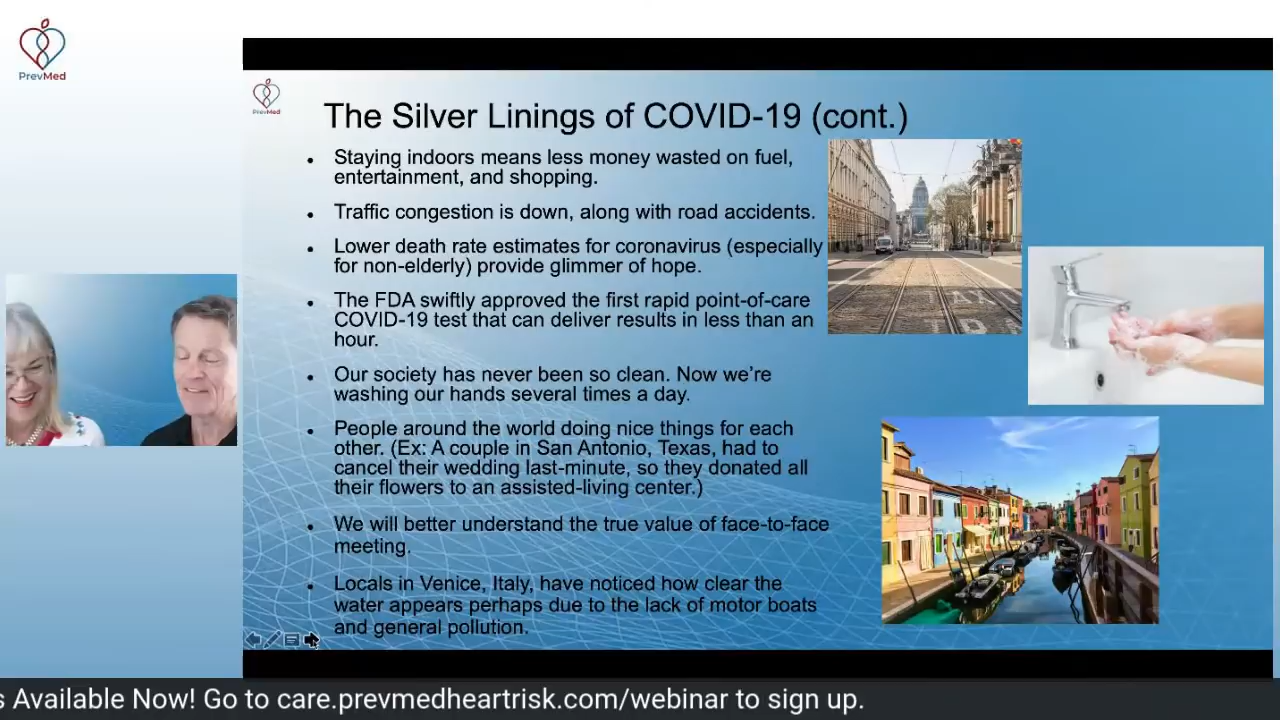 PrevMed
PrevMed
The Silver Linings of COVID-19 (cont.)
Staying indoors means less money wasted on fuel,
entertainment, and shopping.
Traffic congestion is down, along with road accidents.
Lower death rate estimates for coronavirus (especially
for non-elderly) provide glimmer of hope.
The FDA swiftly approved the first rapid point-of-care
COVID-19 test that can deliver results in less than an
hour.
Our society has never been so clean. Now we're
washing our hands several times a day.
People around the world doing nice things for each
other. (Ex: A couple in San Antonio, Texas, had to
cancel their wedding last-minute, so they donated all
their flowers to an assisted-living center.)
We will better understand the true value of face-to-face
meeting.
Locals in Venice, Italy, have noticed how clear the
water appears perhaps due to the lack of motor boats
and general pollution.
s Available Now! Go to care.prevmedheartrisk.com/webinar to sign up.